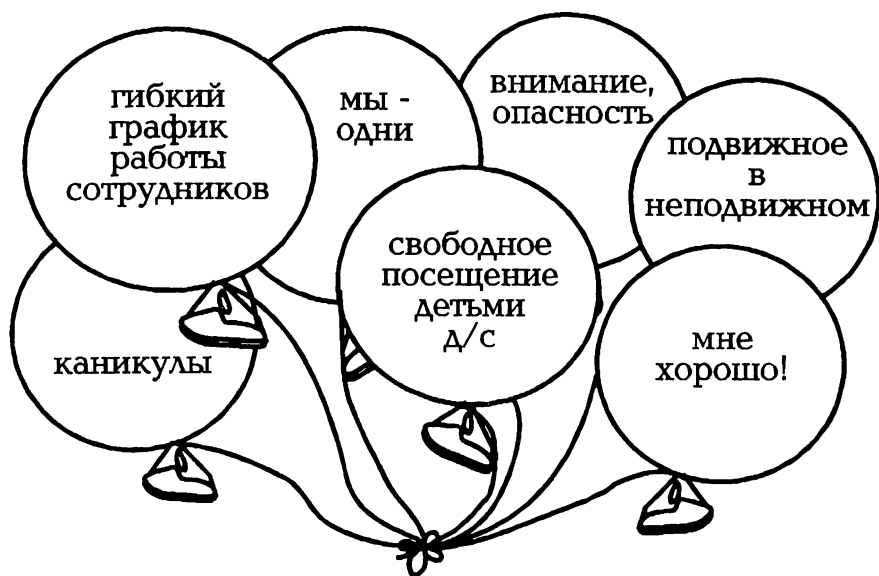 гибкий
график
работы
сотрудников
мы -
одни
внимание,
опасность
подвижное
в
неподвижном
свободное
посещение
детьми
д/с
каникулы
мне
хорошо!